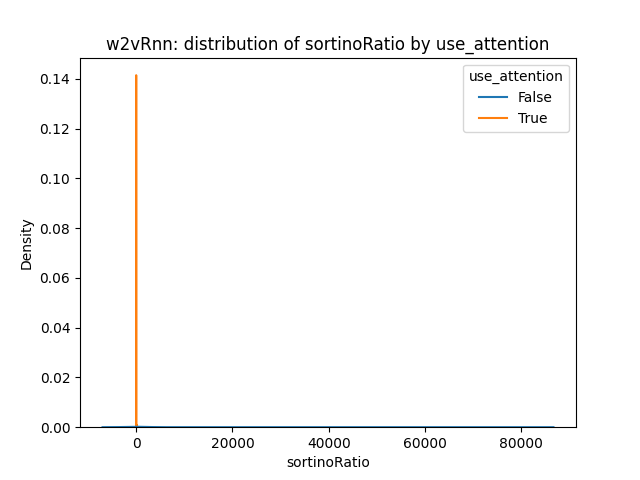 w2vRnn: distribution of sortinoRatio by use_attention
use_attention
False
True
0.14
0.12
0.10
0.08
0.06
0.04
0.02
0.00
Density
0
20000
40000
60000
80000
sortinoRatio